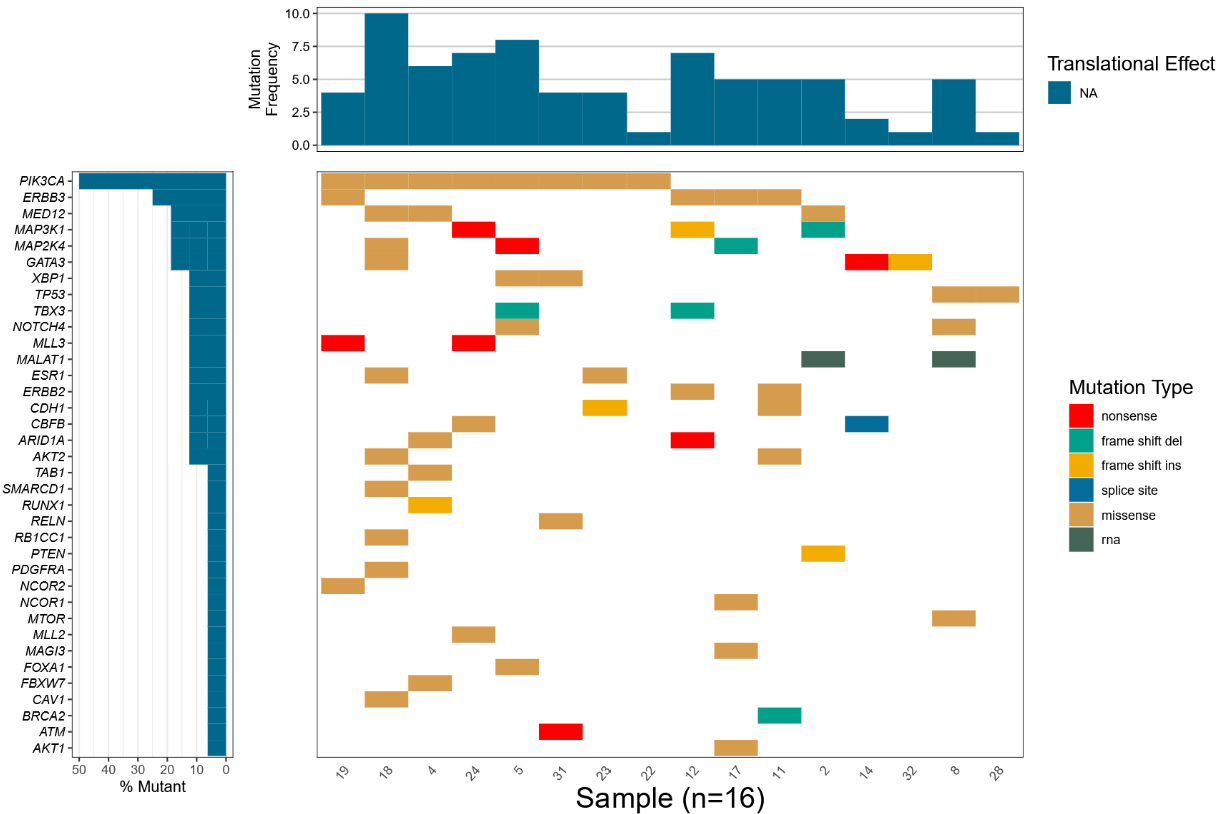 Mutation
Frequency
10.0
7.5
5.0
2.5
0.0
Translational Effect
NA
PIK3CA
ERBB3
MED12
MAP3K1
MAP2K4
GATA3
XBP1
TP53
TBX3
NOTCH4
MLL3
MALAT1
ESR1
ERBB2
CDH1
CBFB
ARID1A
AKT2
TAB1
SMARCD1
RUNX1
RELN
RB1CC1
PTEN
PDGFRA
NCOR2
NCOR1
MTOR
MLL2
MAGI3
FOXA1
FBXW7
CAV1
BRCA2
ATM
AKT1
50 40 30 20 10 0
% Mutant
19 18 4 24 5 31 23 22 12 17 11 2 14 32 8 28
Sample (n=16)
Mutation Type
nonsense
frame shift del
frame shift ins
splice site
missense
rna